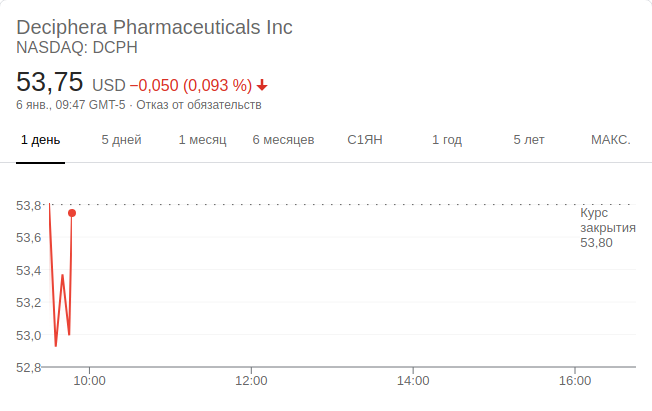 Deciphera Pharmaceuticals Inc
NASDAQ: DCPH
53,75 USD −0,050 (0,093 %)
6 янв., 09:47 GMT-5 · Отказ от обязательств
1 день 5 дней 1 месяц 6 месяцев С1ЯН 1 год 5 лет МАКС.
53,8
Курс
закрытия
53,80
53,6
53,4
53,2
53,0
52,8
10:00 12:00 14:00 16:00